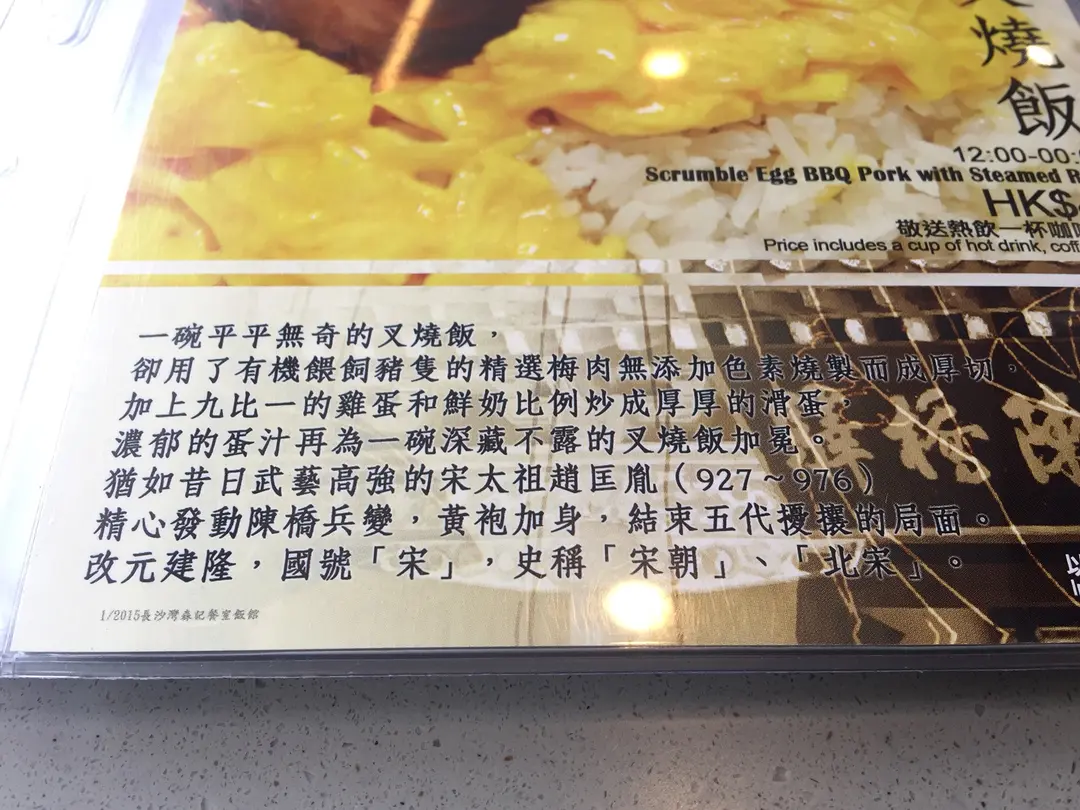 燒
飯
12:00-00:
Scrumble Egg BBQ Pork with Steamed
HK$
敬送熱飲一杯咖
Price includes a cup of hot drink,
一碗平平無奇的叉燒飯，
卻用了有機餵飼豬隻的精選梅肉無添加色素燒製而成厚切，
加上九比一的雞蛋和鮮奶比例炒成厚厚的滑蛋，
濃郁的蛋汁再為一碗深藏不露的叉燒飯加冕。
猶如昔日武藝高強的宋太祖趙匡胤（927～976）
精心發動陳橋兵變，黃袍加身，結束五代擾攘的局面。
改元建隆，國號「宋」，史稱「宋朝」、「北宋」。
1/2015長沙灣森記餐室飯館